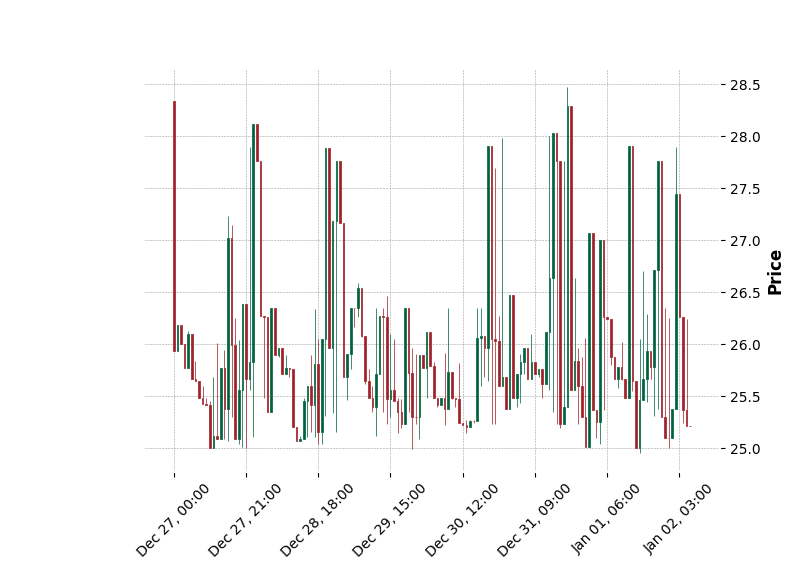 28.5
28.0
27.5
27.0
26.5
26.0
25.5
25.0
Price
Dec 27, 00:00
Dec 27, 21:00
Dec 28, 18:00
Dec 29, 15:00
Dec 30, 12:00
Dec 31, 09:00
Jan 01, 06:00
Jan 02, 03:00